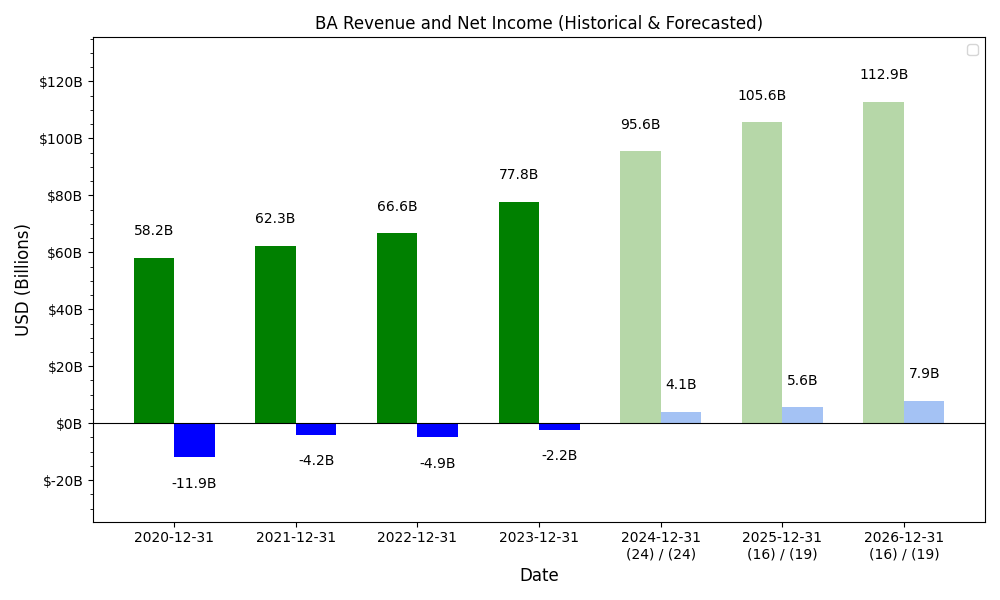 BA Revenue and Net Income (Historical & Forecasted)
$120B
$100B
$80B
$60B
$40B
$20B
$0B
$-20B
USD (Billions)
58.2B
62.3B
66.6B
77.8B
95.6B
105.6B
112.9B
-11.9B
-4.2B
-4.9B
-2.2B
4.1B
5.6B
7.9B
2020-12-31
2021-12-31
2022-12-31
2023-12-31
2024-12-31
(24) / (24)
2025-12-31
(16) / (19)
2026-12-31
(16) / (19)
Date